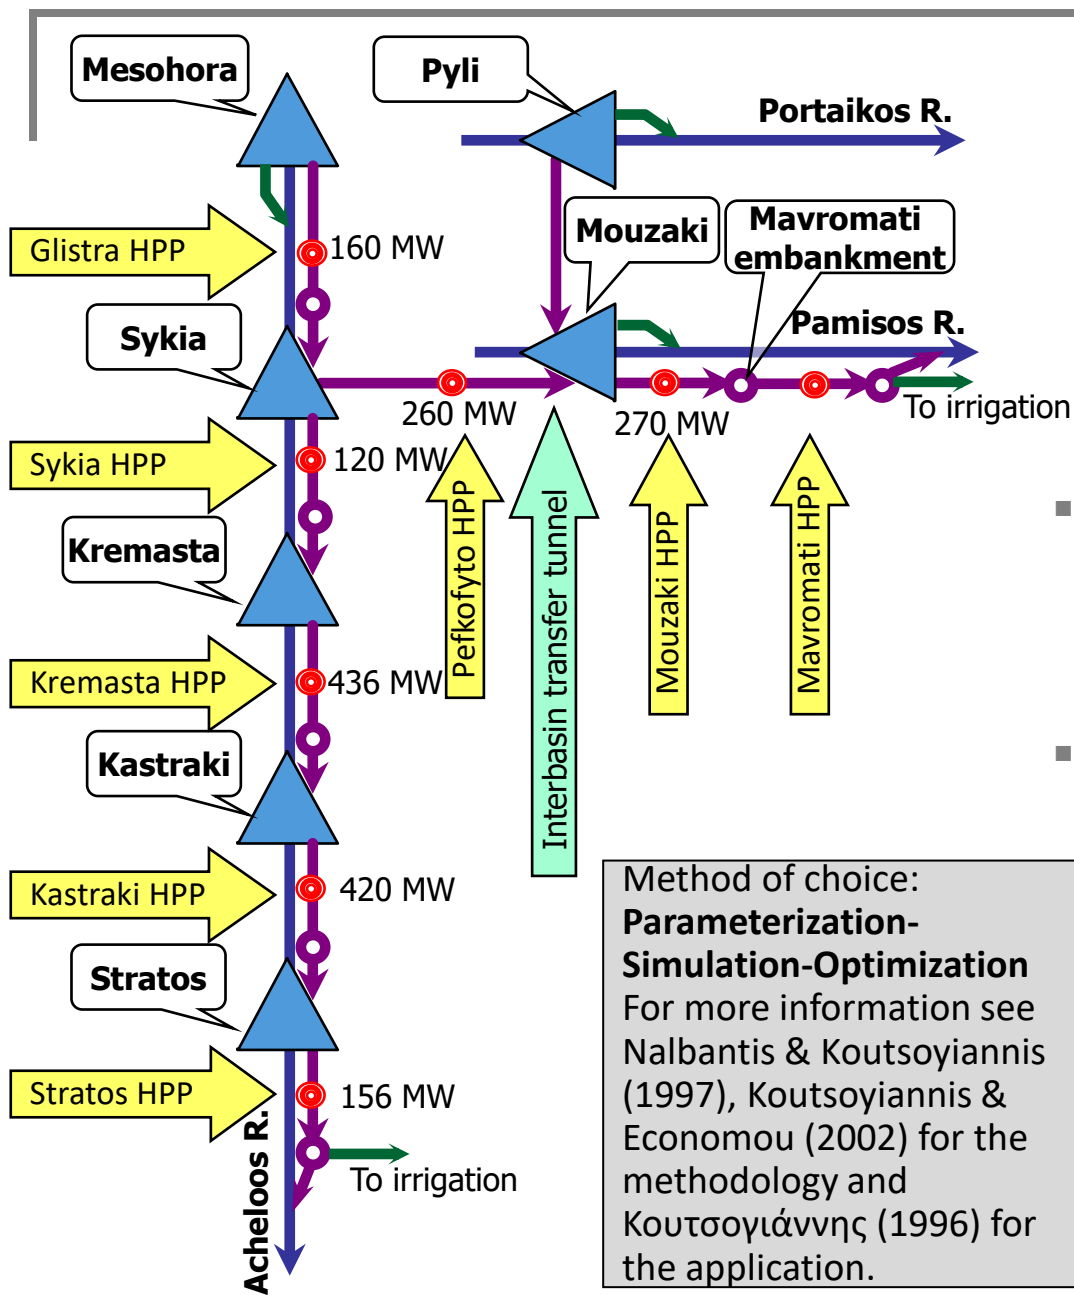 Mesohora
Pyli
Portaikos R.
Glistra HPP
160 MW
Mouzaki
Mavromati
embankment
Sykia
Pamisos R.
260 MW
270 MW
To irrigation
Sykia HPP
120 MW
Kremasta
Pefkofyto HPP
Interbasin transfer tunnel
Mouzaki HPP
Mavromati HPP
Kremasta HPP
436 MW
Kastraki
Kastraki HPP
420 MW
Stratos
Stratos HPP
156 MW
Acheloos R.
To irrigation
Method of choice:
Parameterization-
Simulation-Optimization
For more information see
Nalbantis & Koutsoyiannis
(1997), Koutsoyiannis &
Economou (2002) for the
methodology and
Κουτσογιάννης (1996) for
the application.